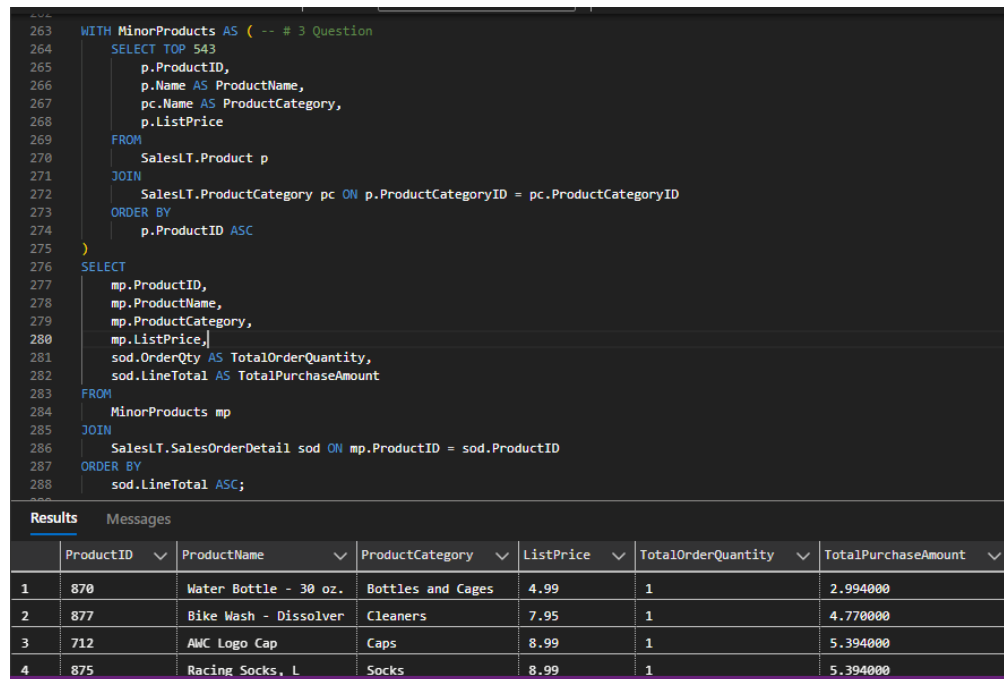 263 WITH MinorProducts AS ( -- # 3 Question
264 SELECT TOP 543
265 p.ProductID,
266 p.Name AS ProductName,
267 pc.Name AS ProductCategory,
268 p.ListPrice
269 FROM
270 SalesLT.Product p
271 JOIN
272 SalesLT.ProductCategory pc ON p.ProductCategoryID = pc.ProductCategoryID
273 ORDER BY
274 p.ProductID ASC
275 )
276 SELECT
277 mp.ProductID,
278 mp.ProductName,
279 mp.ProductCategory,
280 mp.ListPrice,
281 sod.OrderQty AS TotalOrderQuantity,
282 sod.LineTotal AS TotalPurchaseAmount
283 FROM
284 MinorProducts mp
285 JOIN
286 SalesLT.SalesOrderDetail sod ON mp.ProductID = sod.ProductID
287 ORDER BY
288 sod.LineTotal ASC;
Results Messages
ProductID ProductName ProductCategory ListPrice TotalOrderQuantity TotalPurchaseAmount
1 870 Water Bottle - 30 oz. Bottles and Cages 4.99 1 2.994000
2 877 Bike Wash - Dissolver Cleaners 7.95 1 4.770000
3 712 AWC Logo Cap Caps 8.99 1 5.394000
4 875 Racing Socks, L Socks 8.99 1 5.394000